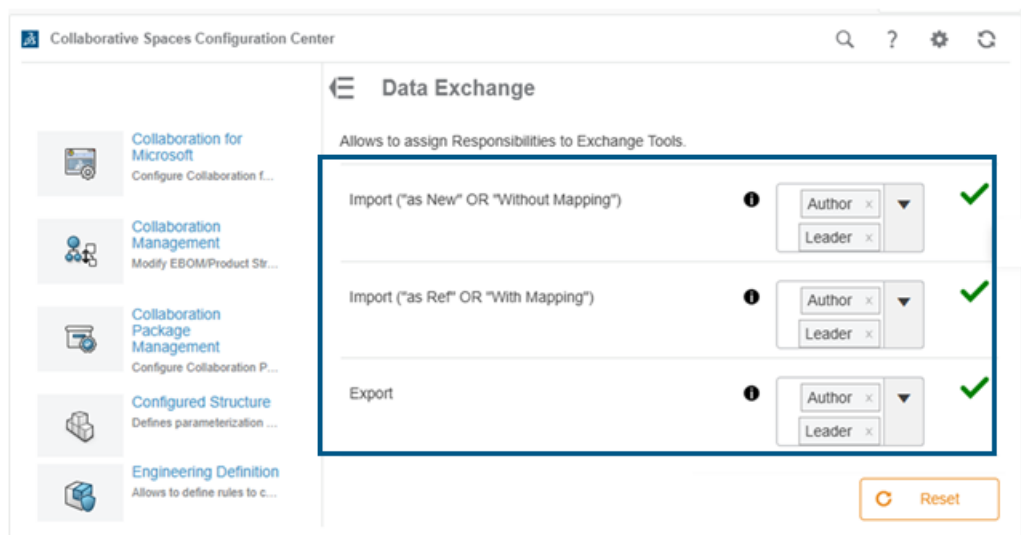 Collaborative Spaces Configuration Center
?
Data Exchange
Allows to assign Responsibilities to Exchange Tools.
Collaboration for
Microsoft
Configure Collaboration f...
Collaboration
Management
Modify EBOM/Product Str...
Collaboration
Package
Management
Configure Collaboration P...
Configured Structure
Defines parameterization ...
Engineering Definition
Allows to define rules to c...
Import ("as New" OR "Without Mapping")
Author ×
Leader ×
Import ("as Ref" OR "With Mapping")
Author ×
Leader ×
Export
Author ×
Leader ×
Reset